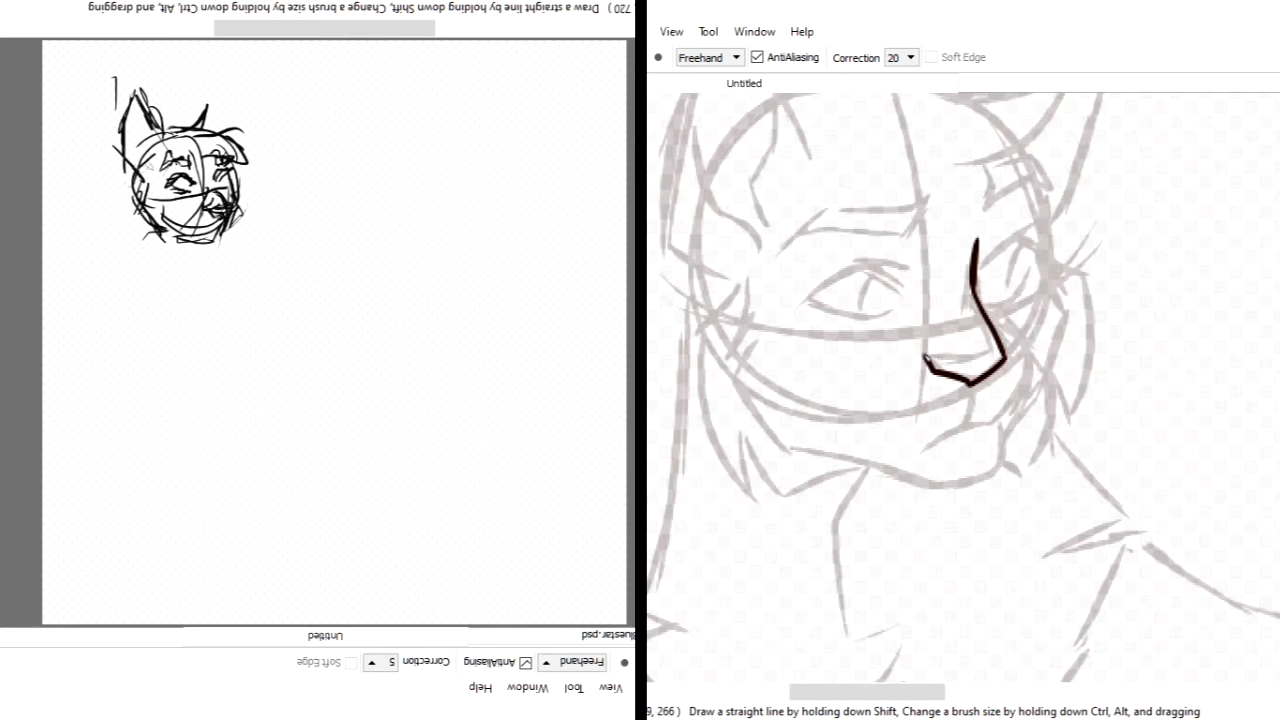 720 ) Draw a straight line by holding down Shift, Change a brush size by holding down Ctrl, Alt, and dragging
Untitled
bluestar.psd
Freehand AntiAliasing Correction 5 Soft Edge
View Tool Window Help
View Tool Window Help
Freehand AntiAliasing Correction 20 Soft Edge
Untitled
9, 266 ) Draw a straight line by holding down Shift, Change a brush size by holding down Ctrl, Alt, and dragging